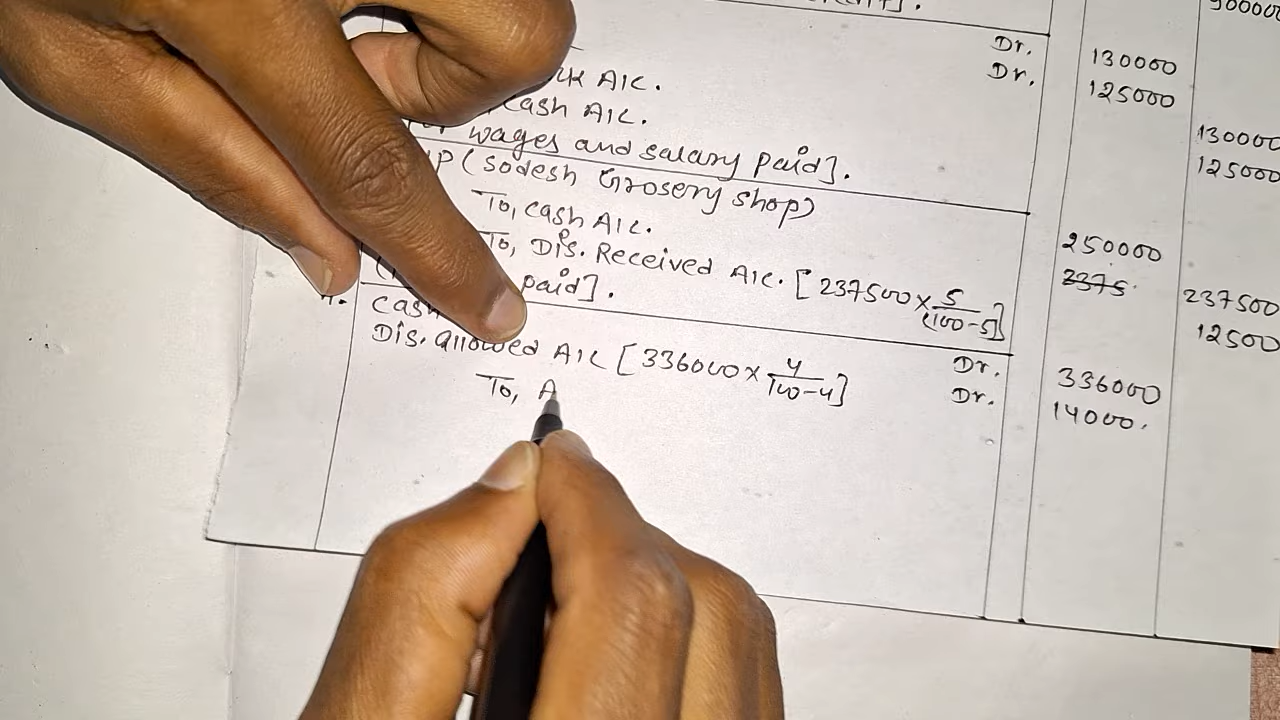 Dr. 130000
Dr. 125000
A/C. 130000
cash A/C. 125000
wages and salary paid].
(Sodesh Grosery shop) 250000
To, cash A/C. 237500
To, Dis. Received A/C. [237500×5/(100-5)] 2375 12500
paid].
cash Dr. 336000
Dis. allowed A/C [336000×4/100-4] Dr. 14000.
To, A